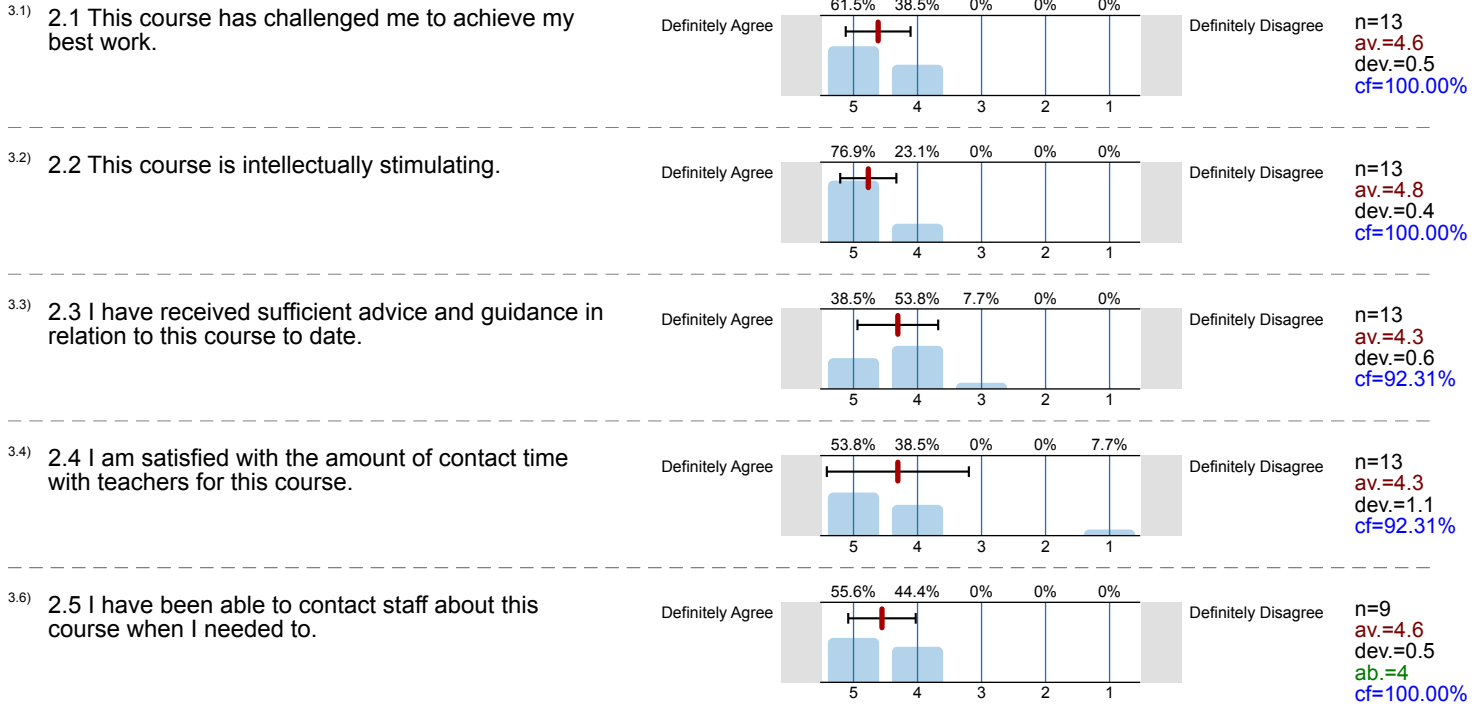 3.1) 2.1 This course has challenged me to achieve my
best work.
Definitely Agree
61.5% 38.5% 0% 0% 0%
5 4 3 2 1
Definitely Disagree
n=13
av.=4.6
dev.=0.5
cf=100.00%
3.2) 2.2 This course is intellectually stimulating.
Definitely Agree
76.9% 23.1% 0% 0% 0%
5 4 3 2 1
Definitely Disagree
n=13
av.=4.8
dev.=0.4
cf=100.00%
3.3) 2.3 I have received sufficient advice and guidance in
relation to this course to date.
Definitely Agree
38.5% 53.8% 7.7% 0% 0%
5 4 3 2 1
Definitely Disagree
n=13
av.=4.3
dev.=0.6
cf=92.31%
3.4) 2.4 I am satisfied with the amount of contact time
with teachers for this course.
Definitely Agree
53.8% 38.5% 0% 0% 7.7%
5 4 3 2 1
Definitely Disagree
n=13
av.=4.3
dev.=1.1
cf=92.31%
3.6) 2.5 I have been able to contact staff about this
course when I needed to.
Definitely Agree
55.6% 44.4% 0% 0% 0%
5 4 3 2 1
Definitely Disagree
n=9
av.=4.6
dev.=0.5
ab.=4
cf=100.00%